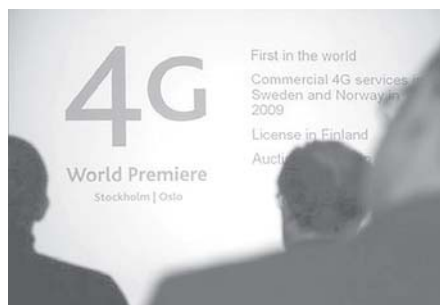 4G
World Premiere
Stockholm | Oslo
First in the world
Commercial 4G services
Sweden and Norway in
2009
License in Finland